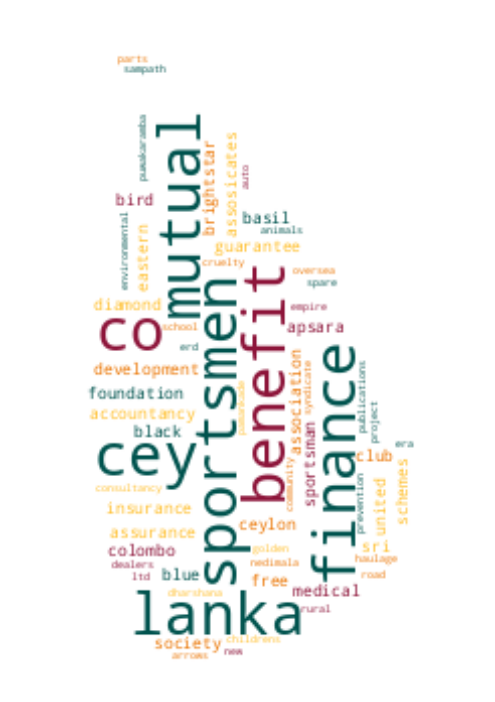 parts
sampath
mutual
pumakaramba
brightstar
assosicates
auto
bird
basil
environmental
eastern
animals
guarantee
cruelty
benefit
oversea
spare
sportsmen
diamond
empire
co
school
apsara
erd
finance
association
syndicate
publications
development
foundation
accountancy
project
black
sportsman
cey
era
club
community
prevention
united
schemes
consultancy
insurance
ceylon
assurance
sri
colombo
golden
haulage
dealers
nedimala
ltd
blue
free
road
medical
dharshana
lanka
rural
society
childrens
new
arrows